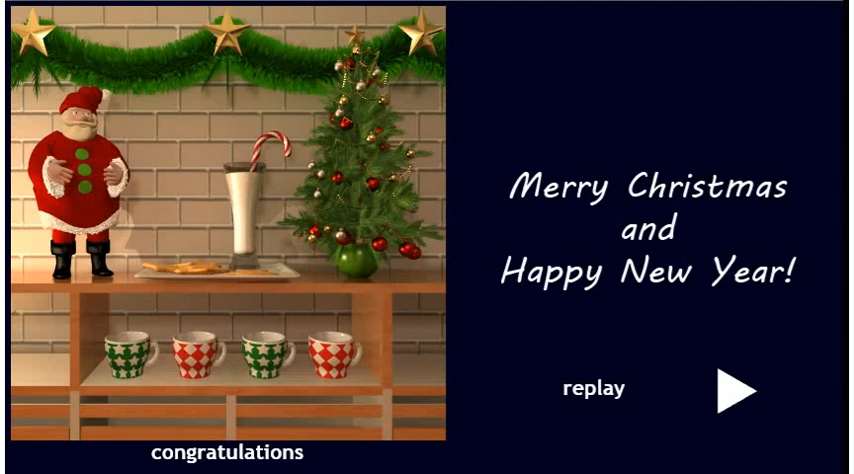 Merry Christmas
and
Happy New Year!
replay
congratulations